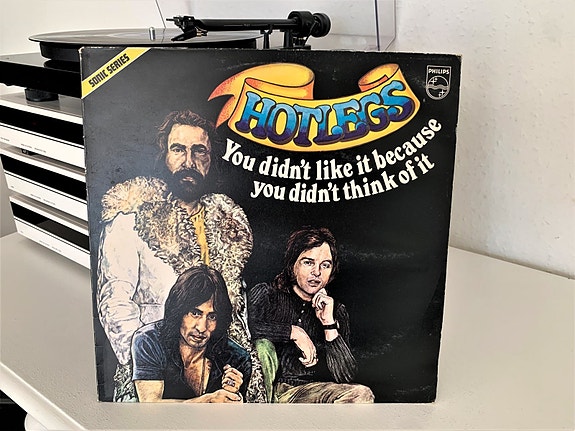 SONIC SERIES
PHILIPS
HOTLEGS
You didn't like it because
you didn't think of it